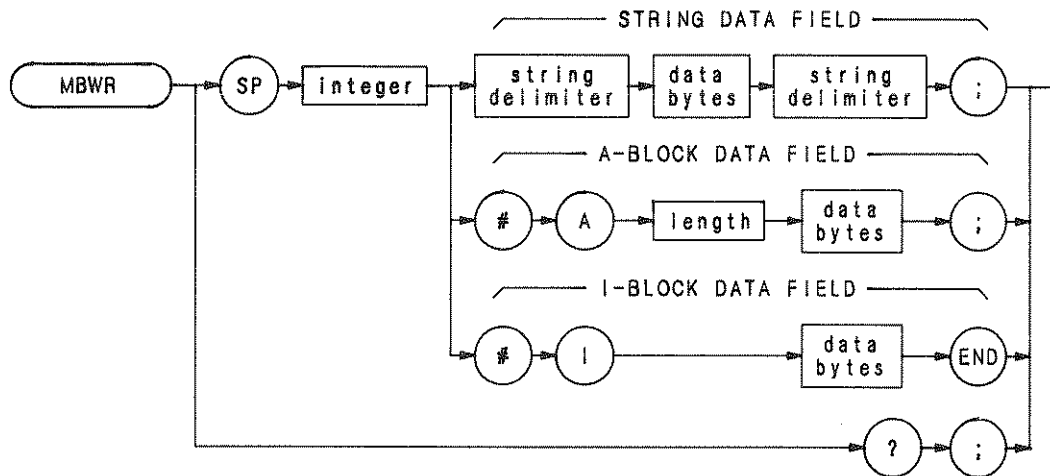 STRING DATA FIELD
MBWR SP integer string delimiter data bytes string delimiter ;
A-BLOCK DATA FIELD
# A length data bytes ;
I-BLOCK DATA FIELD
# I data bytes END
? ;